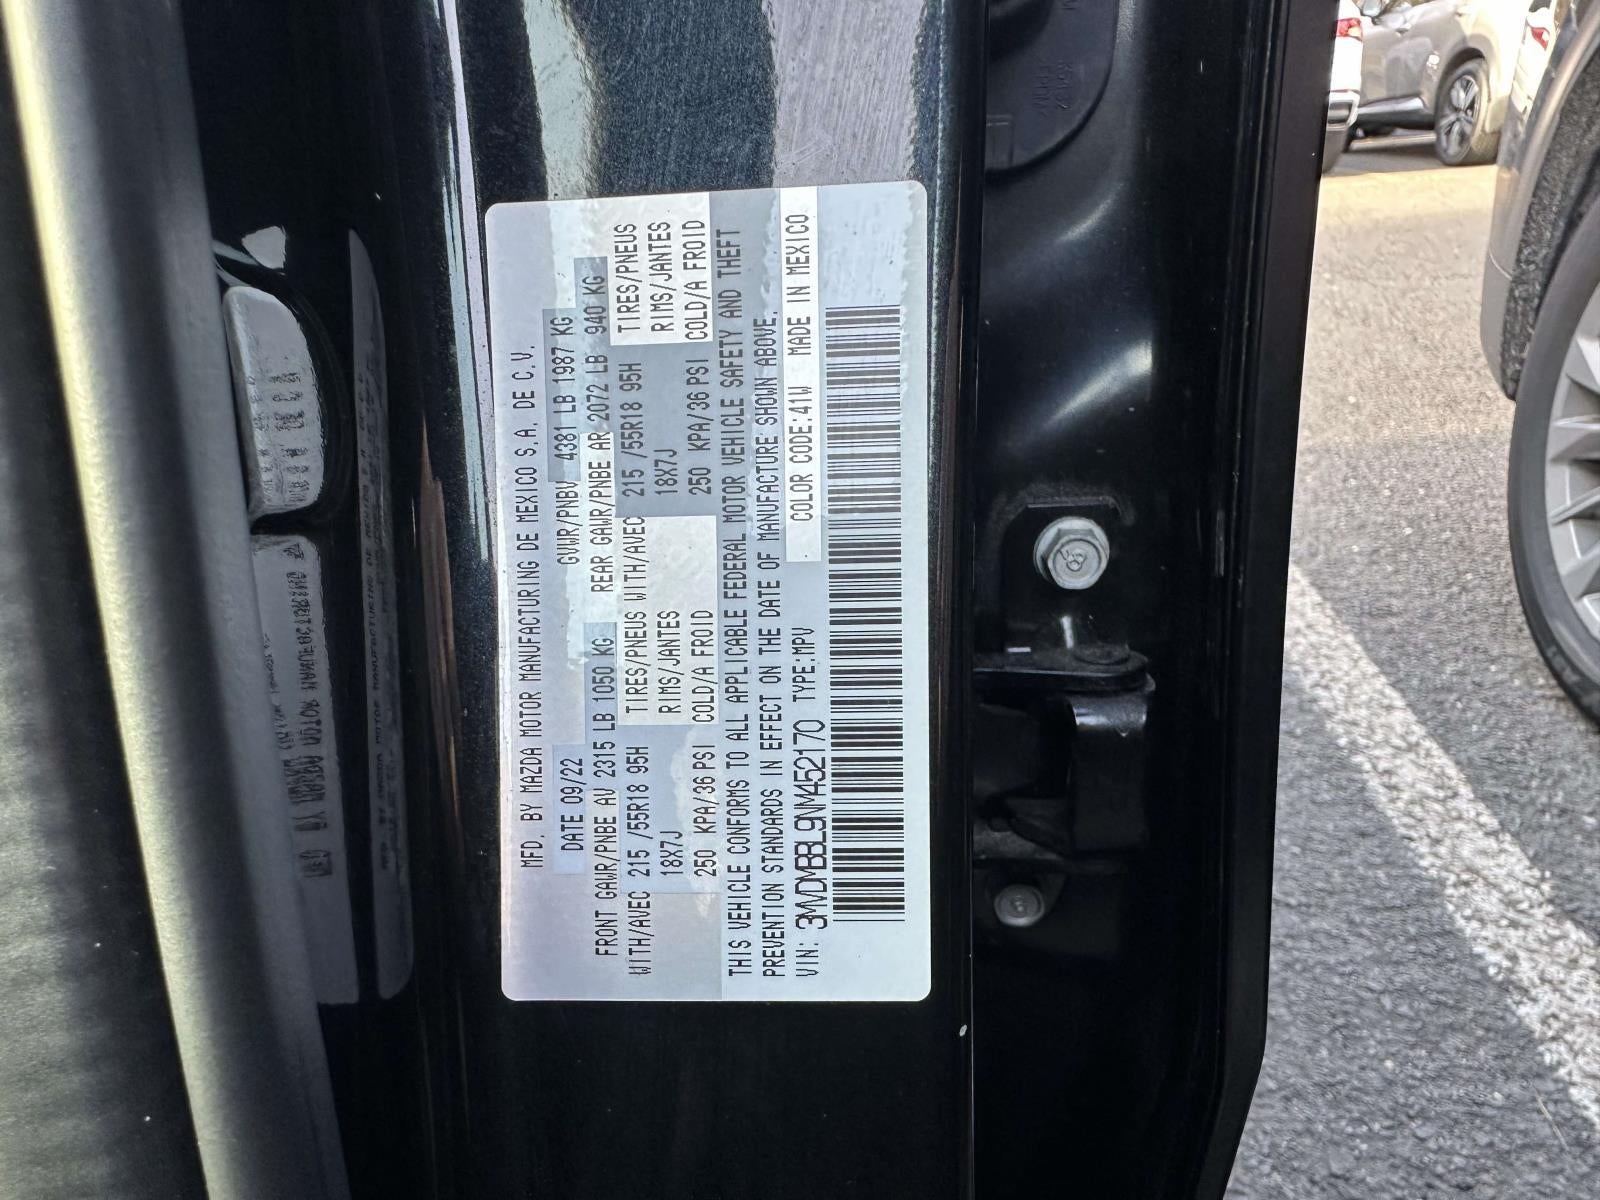 MFD. BY MAZDA MOTOR MANUFACTURING DE MEXICO S.A. DE C.V.
DATE 09/22 GVWR/PNBV 4381 LB 1987 KG
FRONT GAWR/PNBE AV 2315 LB 1050 KG REAR GAWR/PNBE AR 2072 LB 940 KG
WITH/AVEC 215 /55R18 95H TIRES/PNEUS WITH/AVEC 215 /55R18 95H TIRES/PNEUS
18X7J RIMS/JANTES 18X7J RIMS/JANTES
250 KPA/36 PSI COLD/A FROID 250 KPA/36 PSI COLD/A FROID
THIS VEHICLE CONFORMS TO ALL APPLICABLE FEDERAL MOTOR VEHICLE SAFETY AND THEFT
PREVENTION STANDARDS IN EFFECT ON THE DATE OF MANUFACTURE SHOWN ABOVE.
VIN: 3MVDMBBL9NM452170 TYPE:MPV COLOR CODE:41W MADE IN MEXICO